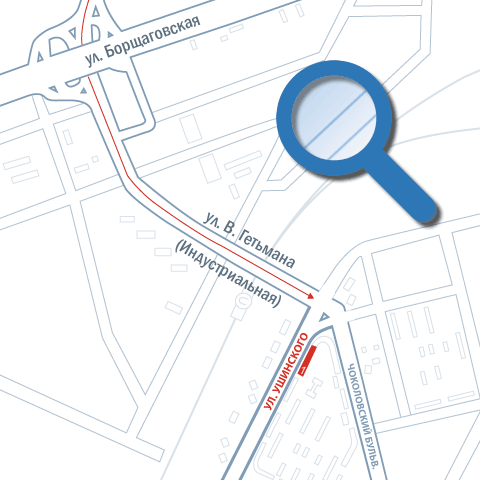 ул. Борщаговская
ул. В. Гетьмана
(Индустриальная)
ул. УШИНСКОГО
ЧОКОЛОВСКИЙ БУЛЬВ.